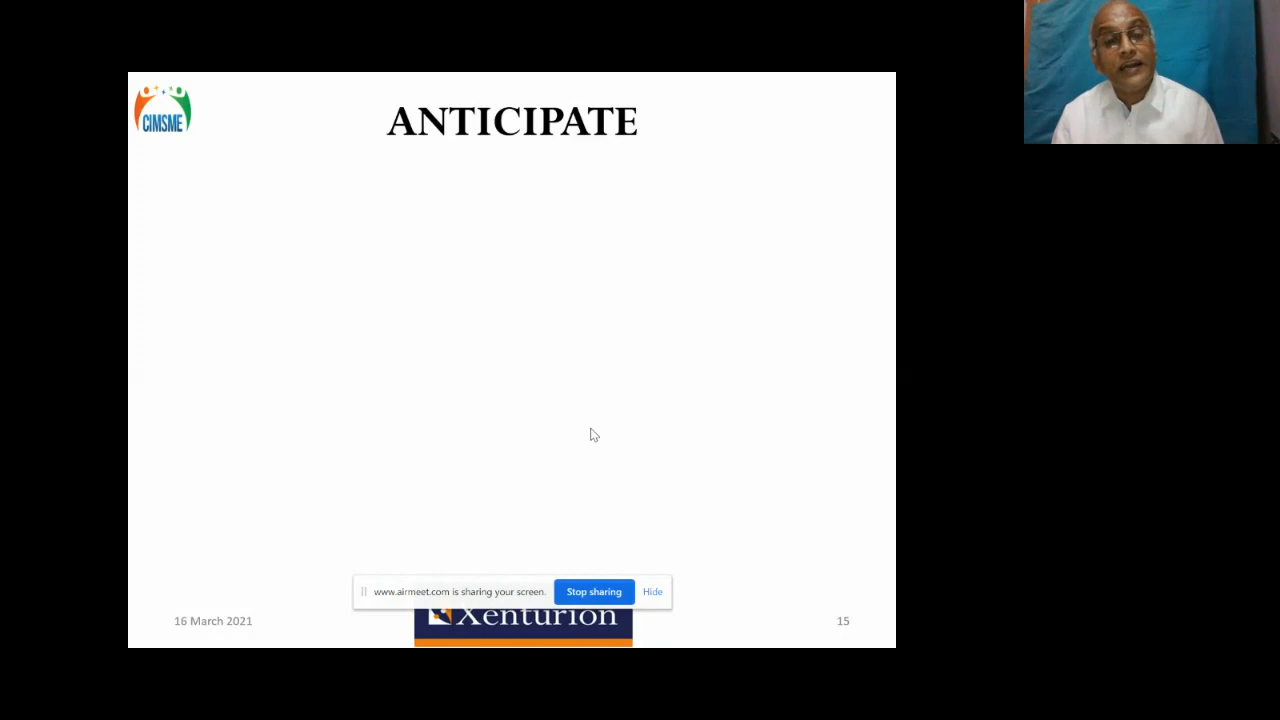 CIMSME
ANTICIPATE
www.airmeet.com is sharing your screen.
Stop sharing
Hide
Xenturion
16 March 2021
15